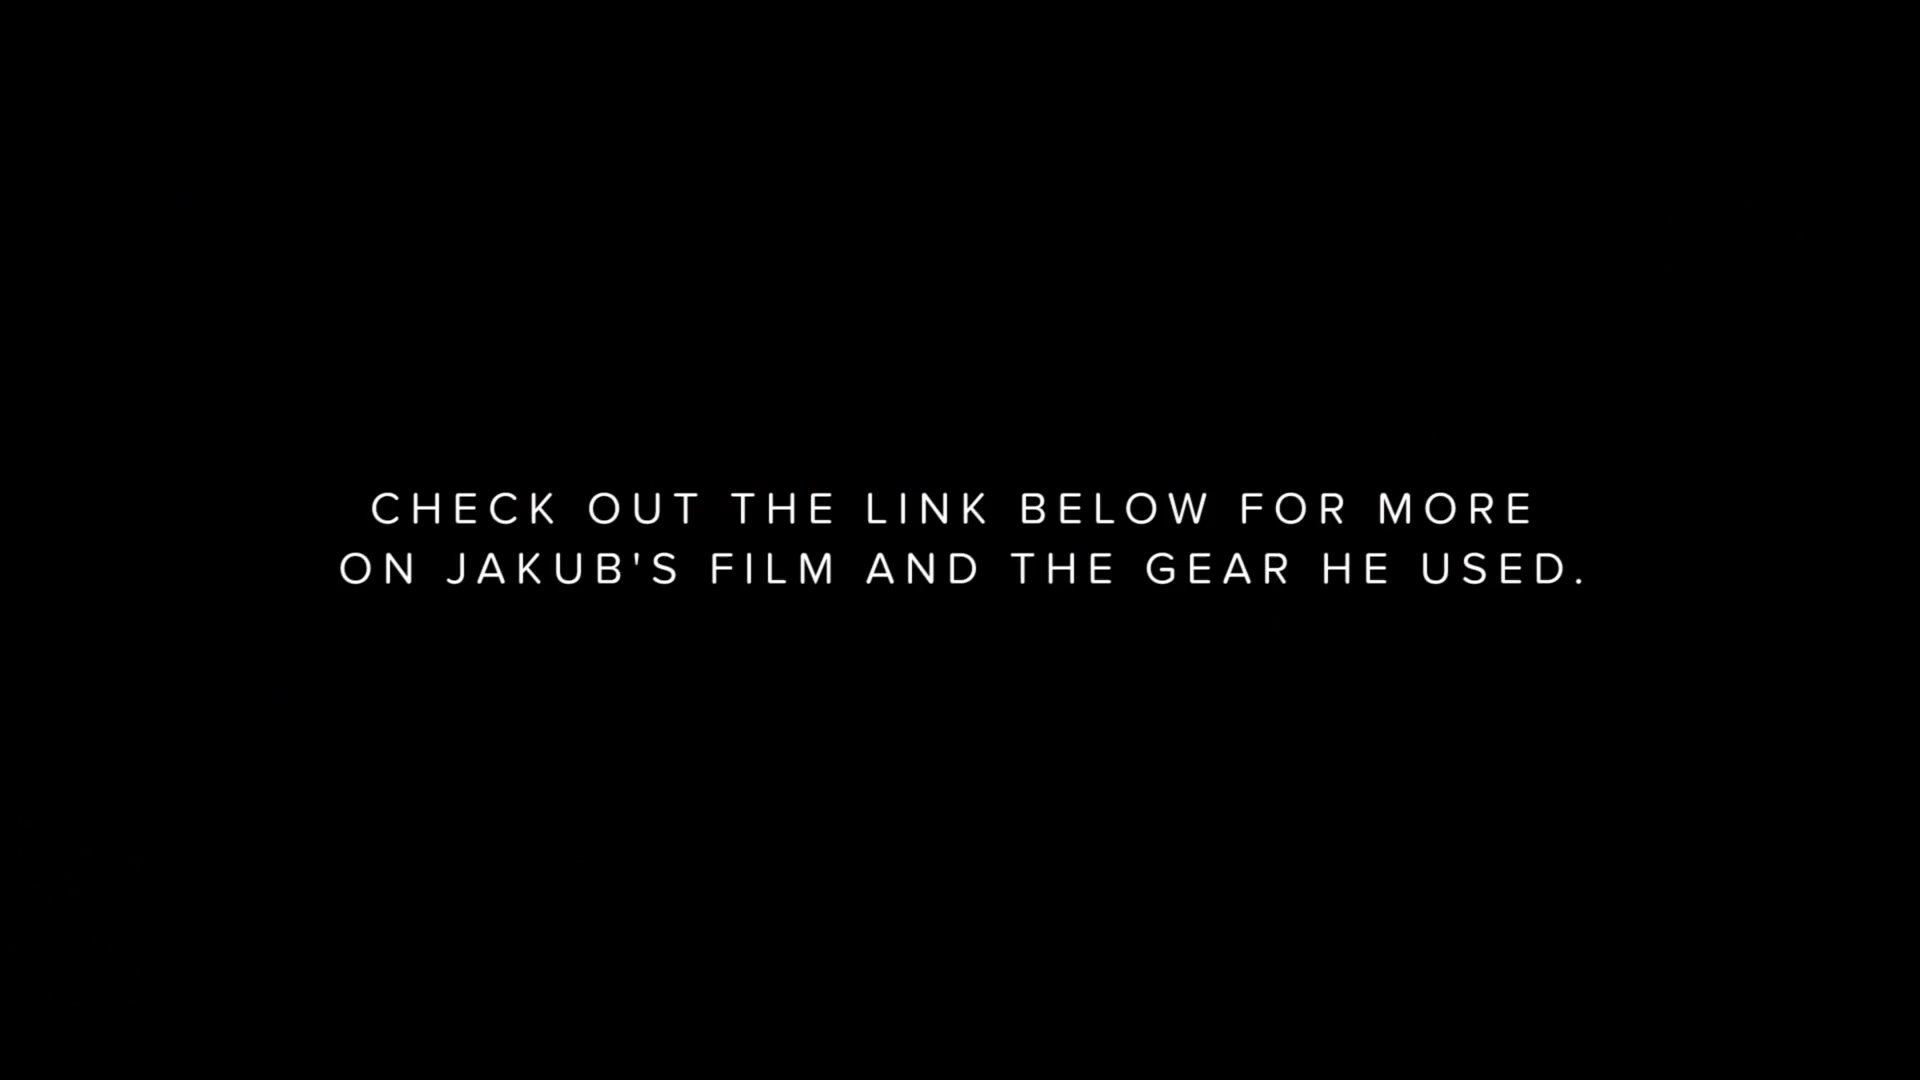 CHECK OUT THE LINK BELOW FOR MORE
ON JAKUB'S FILM AND THE GEAR HE USED.